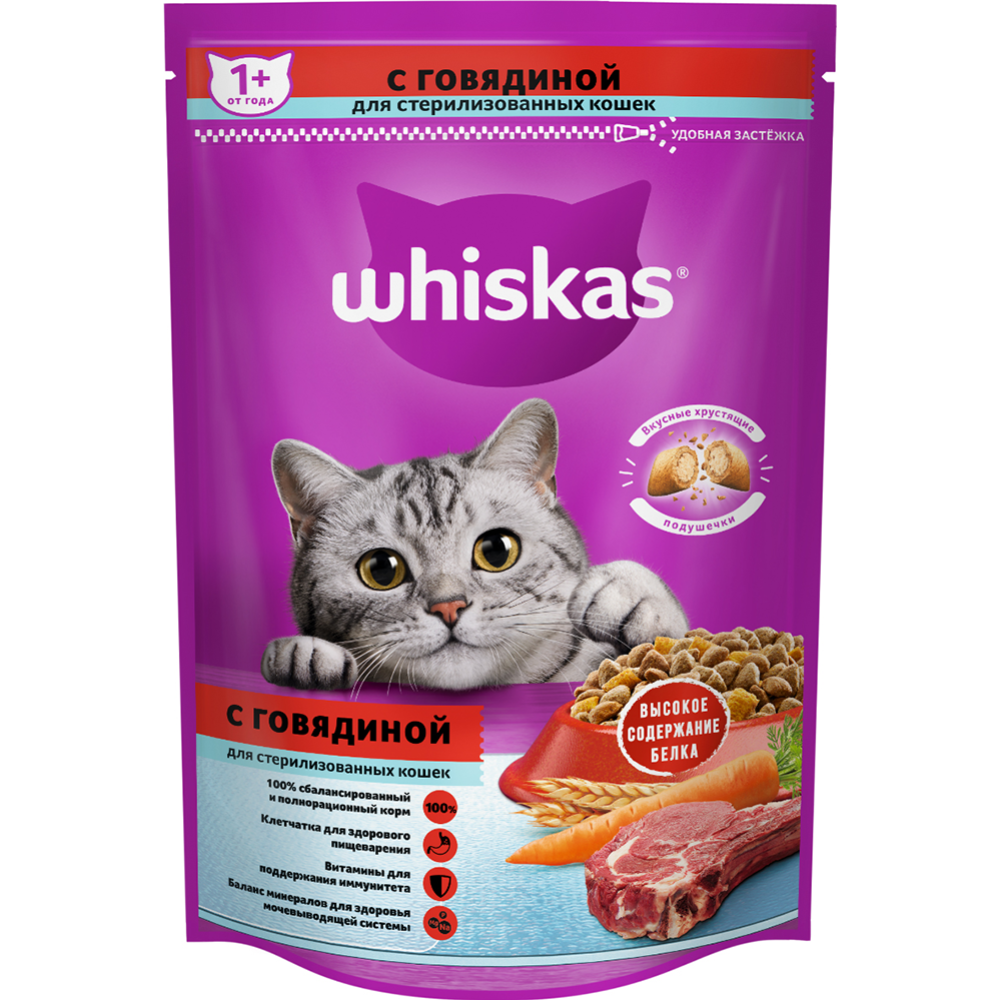 1+
ОТ ГОДА
С ГОВЯДИНОЙ
ДЛЯ СТЕРИЛИЗОВАННЫХ КОШЕК
УДОБНАЯ ЗАСТЁЖКА
whiskas®
Вкусные хрустящие
подушечки
ВЫСОКОЕ
СОДЕРЖАНИЕ
БЕЛКА
С ГОВЯДИНОЙ
для стерилизованных кошек
100% сбалансированный
и полнорационный корм
100%
Клетчатка для здорового
пищеварения
Витамины для
поддержания иммунитета
Баланс минералов для здоровья
мочевыводящей системы
P
Mg
Na